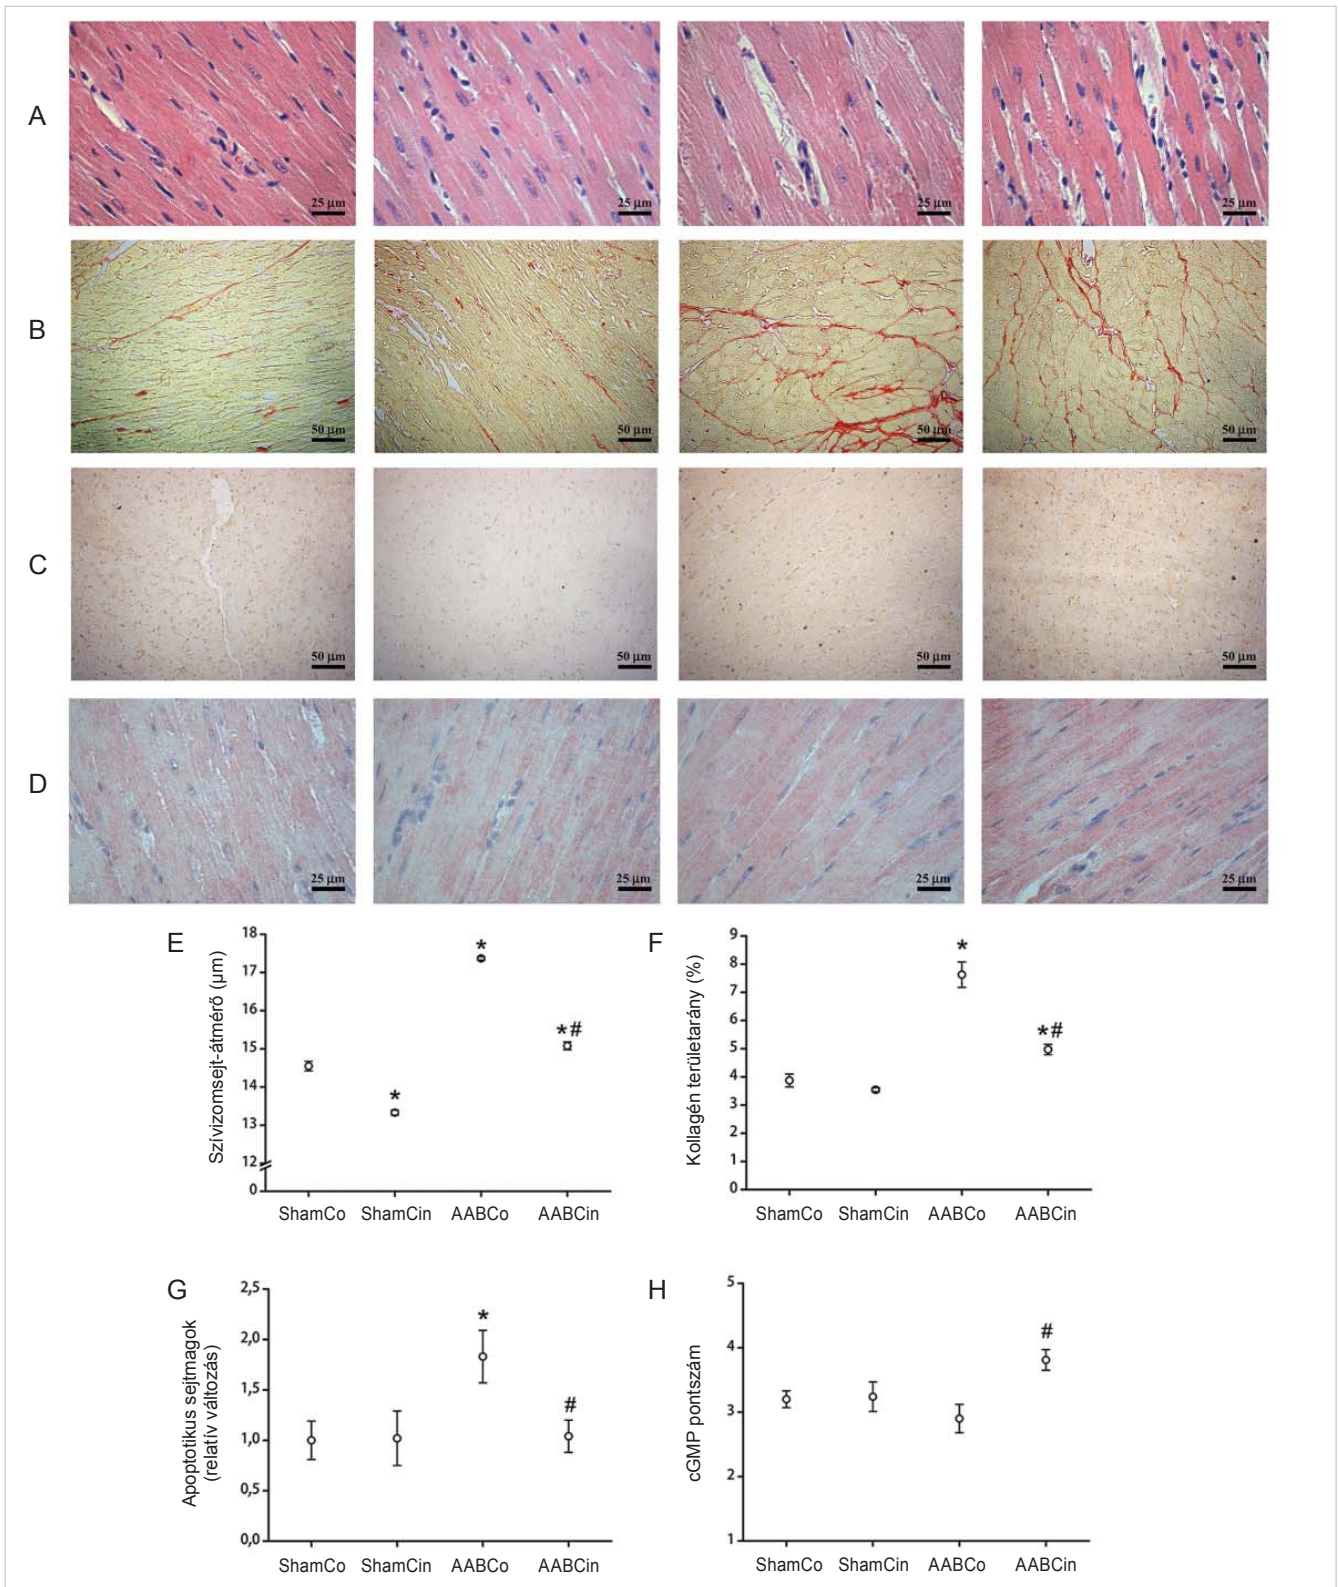 A
25 µm
25 µm
25 µm
25 µm
B
50 µm
50 µm
50 µm
50 µm
C
50 µm
50 µm
50 µm
50 µm
D
25 µm
25 µm
25 µm
25 µm
E
Szívizomsejt-átmérő (µm)
18
17
16
15
14
13
12
0
*
*
*
*#
ShamCo ShamCin AABCo AABCin
F
Kollagén területarány (%)
9
8
7
6
5
4
3
2
1
0
*
*#
ShamCo ShamCin AABCo AABCin
G
Apoptotikus sejtmagok
(relatív változás)
2,5
2,0
1,5
1,0
0,5
0,0
*
#
ShamCo ShamCin AABCo AABCin
H
cGMP pontszám
5
4
3
2
1
#
ShamCo ShamCin AABCo AABCin